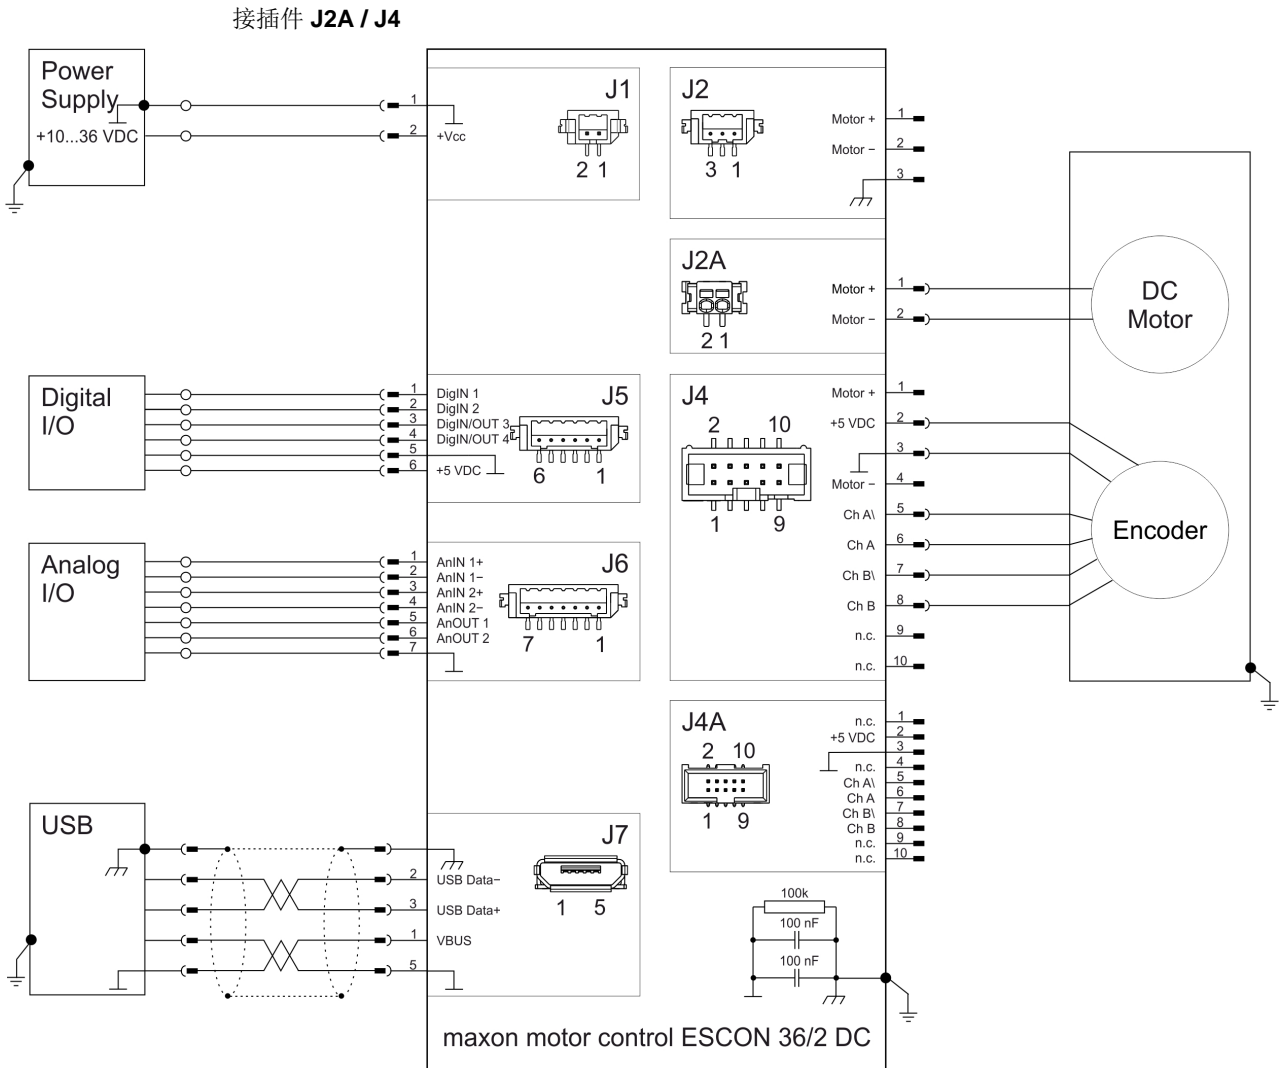 接插件 J2A / J4
Power
Supply
+10...36 VDC
1
2
+Vcc
J1
2 1
J2
3 1
Motor +
1
Motor −
2
3
J2A
2 1
Motor +
1
Motor −
2
DC
Motor
Digital
I/O
1
DigIN 1
2
DigIN 2
3
DigIN/OUT 3
4
DigIN/OUT 4
5
6
+5 VDC
J5
6 1
J4
2 10
1 9
Motor +
1
+5 VDC
2
3
Motor −
4
Ch A\
5
Ch A
6
Ch B\
7
Ch B
8
n.c.
9
n.c.
10
Encoder
Analog
I/O
1
AnIN 1+
2
AnIN 1−
3
AnIN 2+
4
AnIN 2−
5
AnOUT 1
6
AnOUT 2
7
J6
7 1
J4A
2 10
1 9
n.c.
1
+5 VDC
2
3
n.c.
4
Ch A\
5
Ch A
6
Ch B\
7
Ch B
8
n.c.
9
n.c.
10
USB
2
USB Data−
3
USB Data+
1
VBUS
5
J7
1 5
100k
100 nF
100 nF
maxon motor control ESCON 36/2 DC